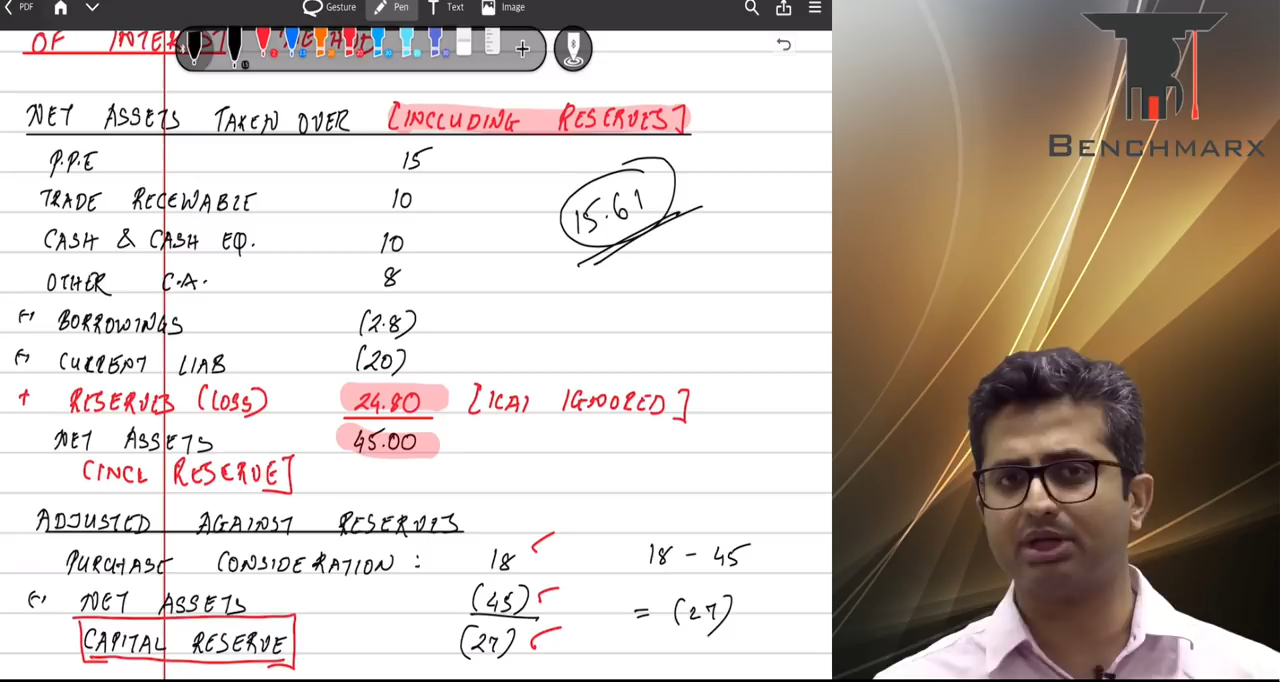 PDF Gesture Pen Text Image
OF INTEREST METHOD
NET ASSETS TAKEN OVER [INCLUDING RESERVES]
P.P.E 15
TRADE RECEIVABLE 10
15.61
CASH & CASH EQ. 10
OTHER C.A. 8
(-) BORROWINGS (2.8)
(-) CURRENT LIAB (20)
+ RESERVES (LOSS) 24.80 [ICAI IGNORED]
NET ASSETS 45.00
(INCL RESERVE]
ADJUSTED AGAINST RESERVES
PURCHASE CONSIDERATION : 18 18 - 45
(-) NET ASSETS (45) = (27)
CAPITAL RESERVE (27)
BENCHMARX